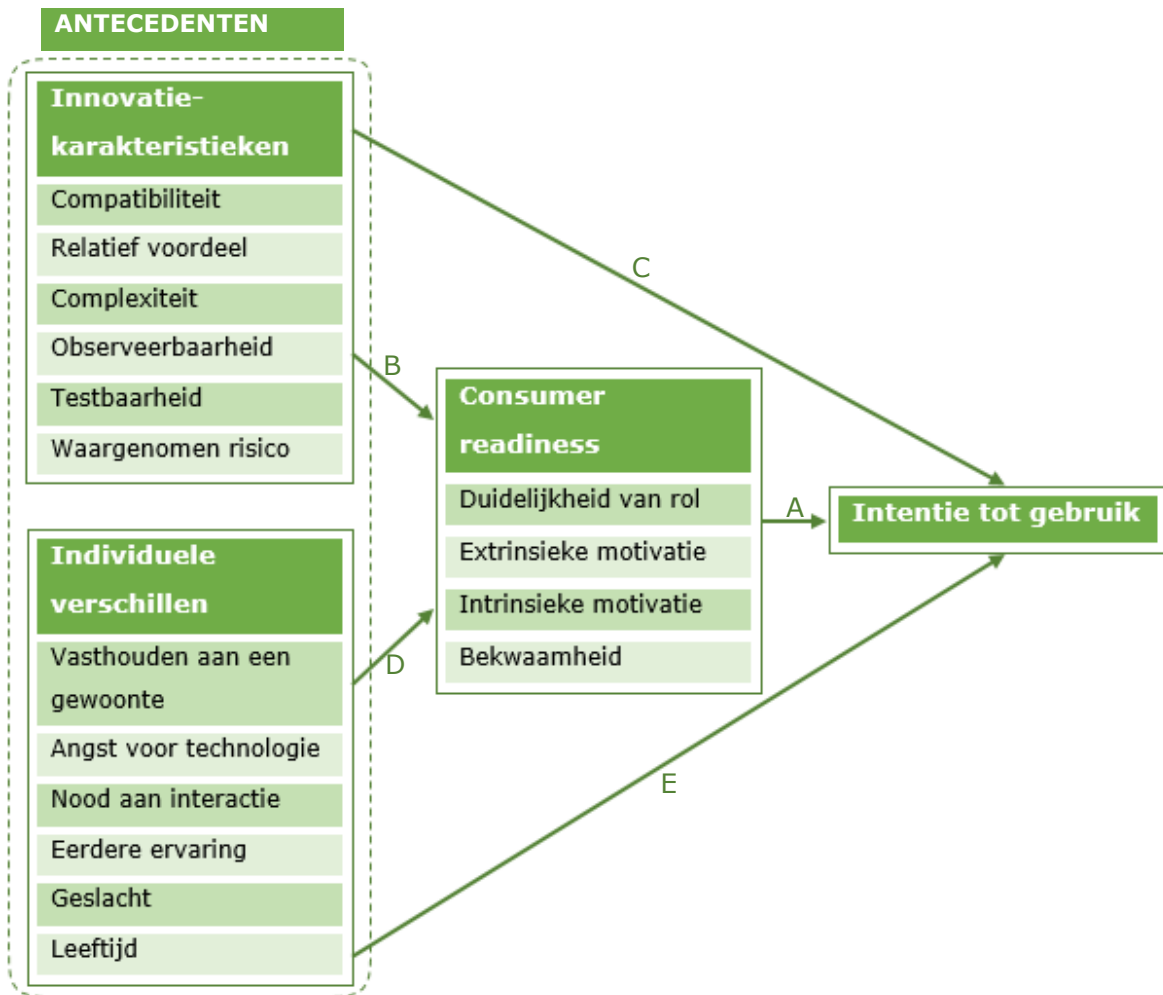 ANTECEDENTEN
Innovatie-
karakteristieken
Compatibiliteit
Relatief voordeel
Complexiteit
Observeerbaarheid
Testbaarheid
Waargenomen risico
Individuele
verschillen
Vasthouden aan een
gewoonte
Angst voor technologie
Nood aan interactie
Eerdere ervaring
Geslacht
Leeftijd
B
D
Consumer
readiness
Duidelijkheid van rol
Extrinsieke motivatie
Intrinsieke motivatie
Bekwaamheid
C
A
E
Intentie tot gebruik